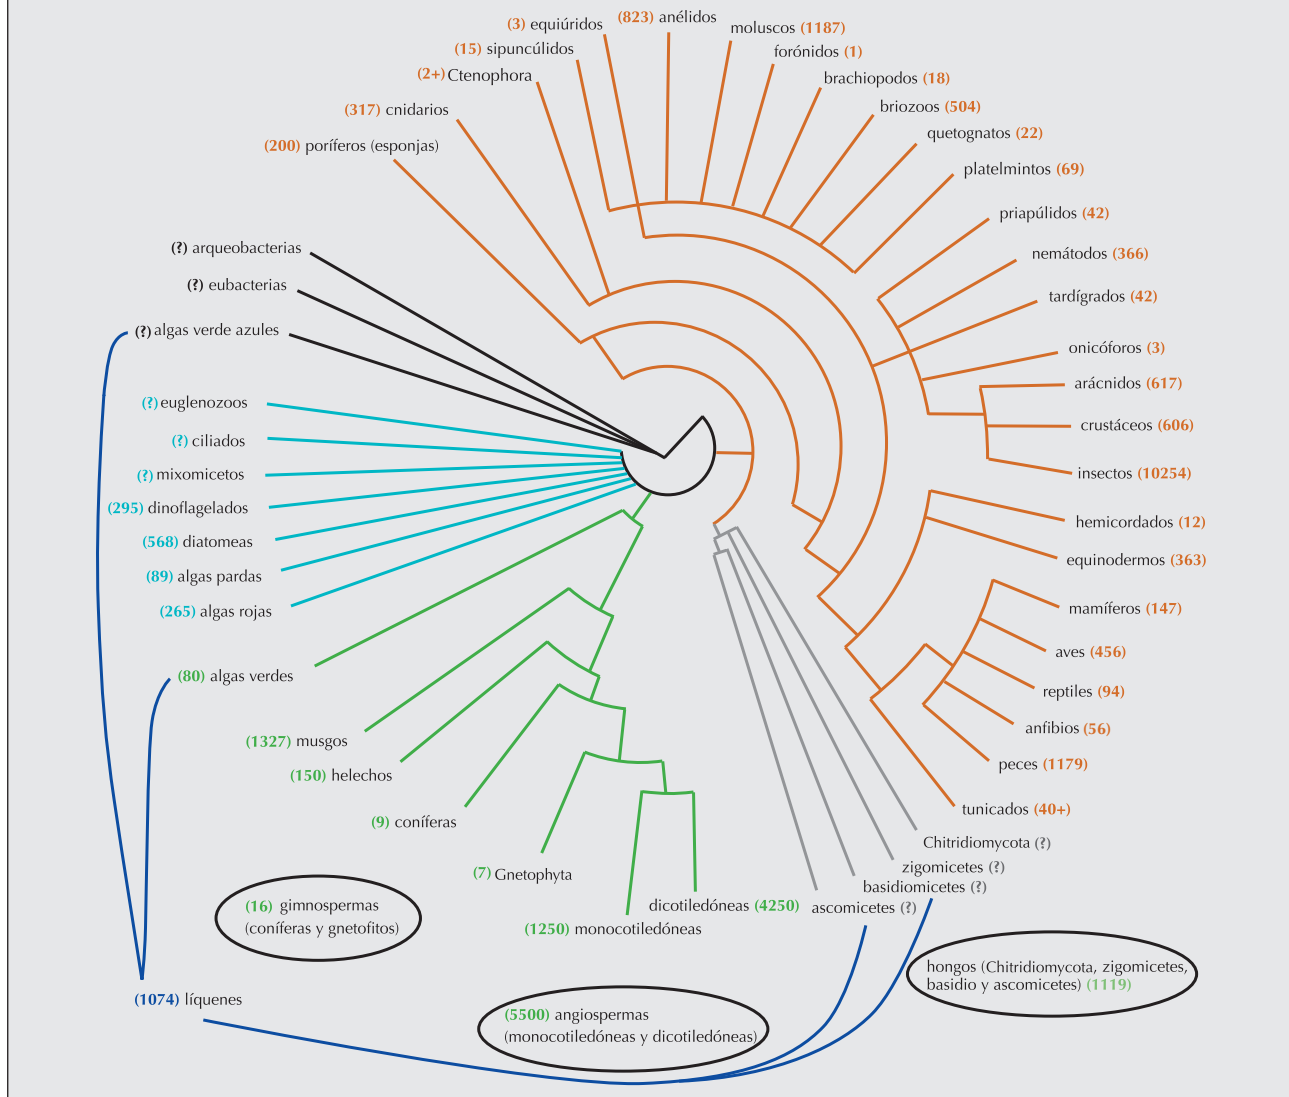 (823) anélidos
(3) equiúridos
moluscos (1187)
(15) sipuncúlidos
forónidos (1)
(2+) Ctenophora
brachiopodos (18)
(317) cnidarios
briozoos (504)
(200) poríferos (esponjas)
quetognatos (22)
platelmintos (69)
priapúlidos (42)
(?) arqueobacterias
nemátodos (366)
(?) eubacterias
tardígrados (42)
(?) algas verde azules
onicóforos (3)
arácnidos (617)
(?) euglenozoos
crustáceos (606)
(?) ciliados
insectos (10254)
(?) mixomicetos
(295) dinoflagelados
hemicordados (12)
(568) diatomeas
equinodermos (363)
(89) algas pardas
(265) algas rojas
mamíferos (147)
aves (456)
(80) algas verdes
reptiles (94)
anfibios (56)
(1327) musgos
peces (1179)
(150) helechos
tunicados (40+)
(9) coníferas
Chitridiomycota (?)
zigomicetes (?)
(7) Gnetophyta
basidiomicetes (?)
dicotiledóneas (4250)
ascomicetes (?)
(16) gimnospermas
(coníferas y gnetofitos)
(1250) monocotiledóneas
hongos (Chitridiomycota, zigomicetes,
basidio y ascomicetes) (1119)
(1074) líquenes
(5500) angiospermas
(monocotiledóneas y dicotiledóneas)